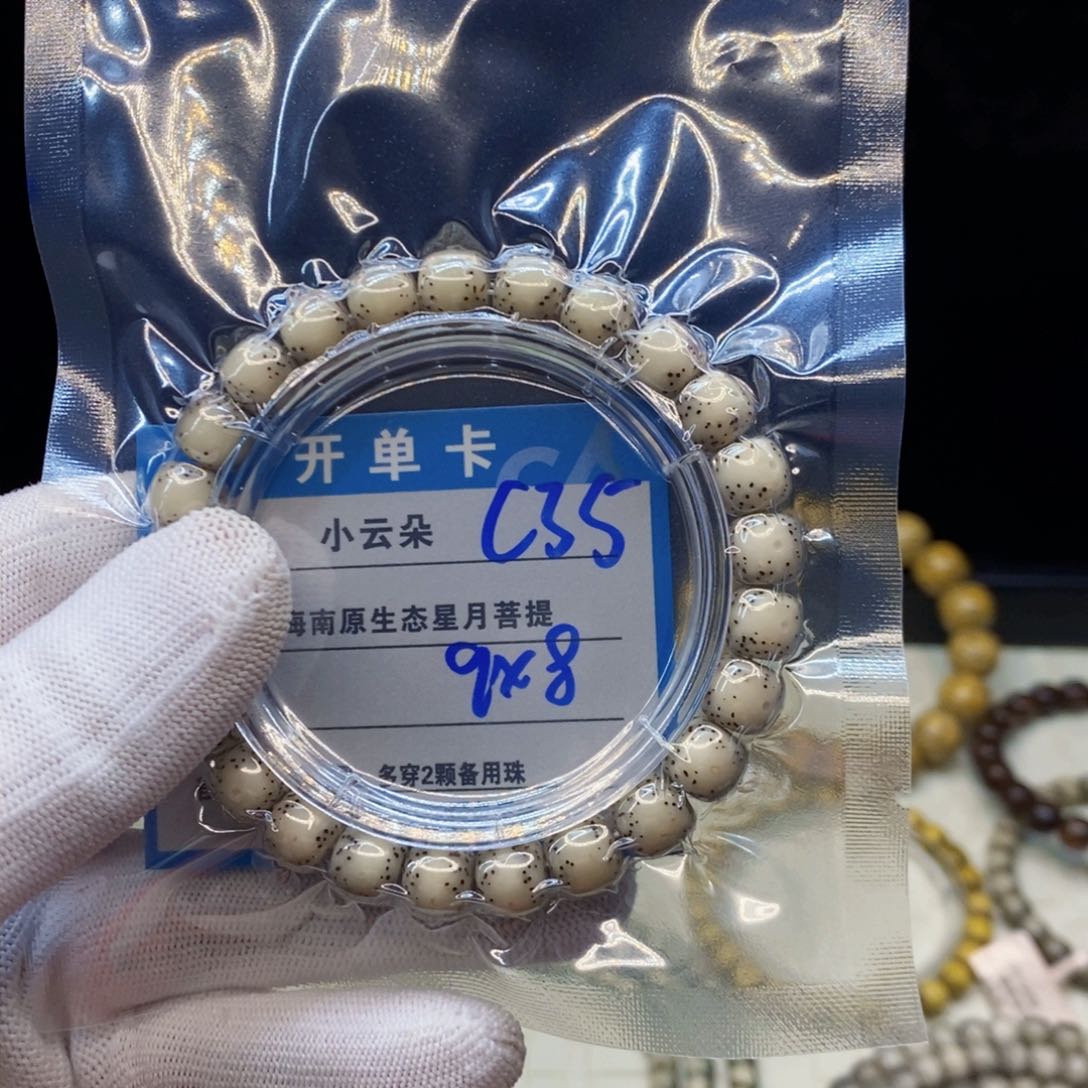 开单卡
小云朵 C35
海南原生态星月菩提
9x8
多穿2颗备用珠